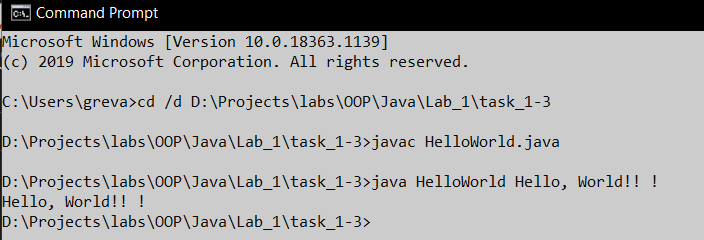 C:\. Command Prompt
Microsoft Windows [Version 10.0.18363.1139]
(c) 2019 Microsoft Corporation. All rights reserved.
C:\Users\greva>cd /d D:\Projects\labs\OOP\Java\Lab_1\task_1-3
D:\Projects\labs\OOP\Java\Lab_1\task_1-3>javac HelloWorld.java
D:\Projects\labs\OOP\Java\Lab_1\task_1-3>java HelloWorld Hello, World!! !
Hello, World!! !
D:\Projects\labs\OOP\Java\Lab_1\task_1-3>